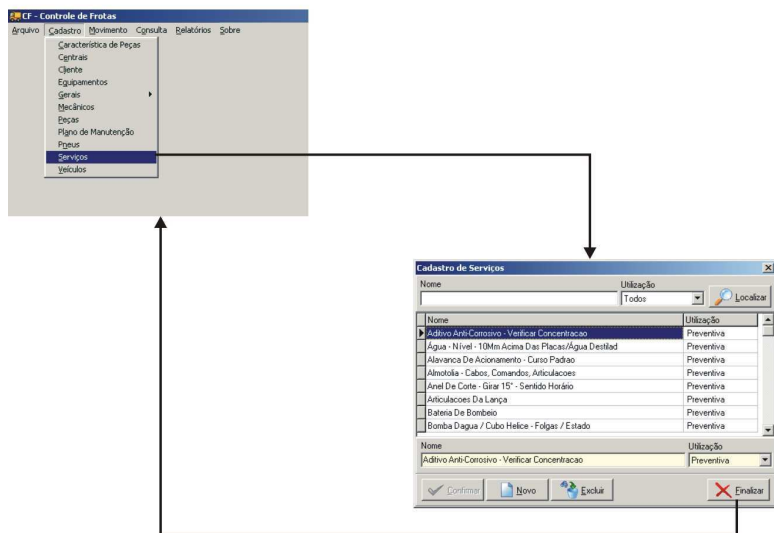 CF - Controle de Frotas
Arquivo Cadastro Movimento Consulta Relatórios Sobre
Característica de Peças
Centrais
Cliente
Equipamentos
Gerais
Mecânicos
Peças
Plano de Manutenção
Pneus
Serviços
Veículos
Cadastro de Serviços
Nome Utilização
Todos Localizar
Nome Utilização
Aditivo Anti-Corrosivo - Verificar Concentracao Preventiva
Água - Nível - 10Mm Acima Das Placas/Água Destilad Preventiva
Alavanca De Acionamento - Curso Padrao Preventiva
Almotolia - Cabos, Comandos, Articulacoes Preventiva
Anel De Corte - Girar 15° - Sentido Horário Preventiva
Articulacoes Da Lança Preventiva
Bateria De Bombeio Preventiva
Bomba Dagua / Cubo Helice - Folgas / Estado Preventiva
Nome Utilização
Aditivo Anti-Corrosivo - Verificar Concentracao Preventiva
Confirmar Novo Excluir Finalizar